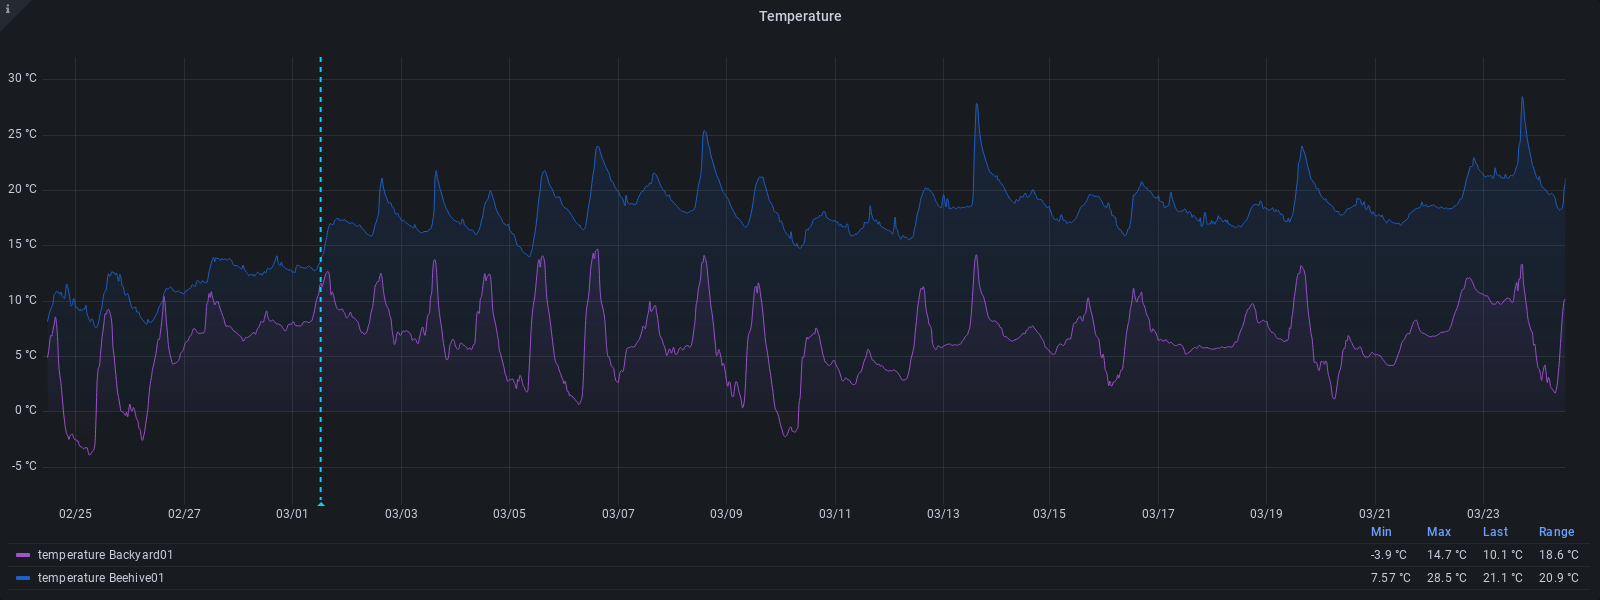 i
Temperature
30 °C
25 °C
20 °C
15 °C
10 °C
5 °C
0 °C
-5 °C
02/25 02/27 03/01 03/03 03/05 03/07 03/09 03/11 03/13 03/15 03/17 03/19 03/21 03/23
Min Max Last Range
temperature Backyard01 -3.9 °C 14.7 °C 10.1 °C 18.6 °C
temperature Beehive01 7.57 °C 28.5 °C 21.1 °C 20.9 °C